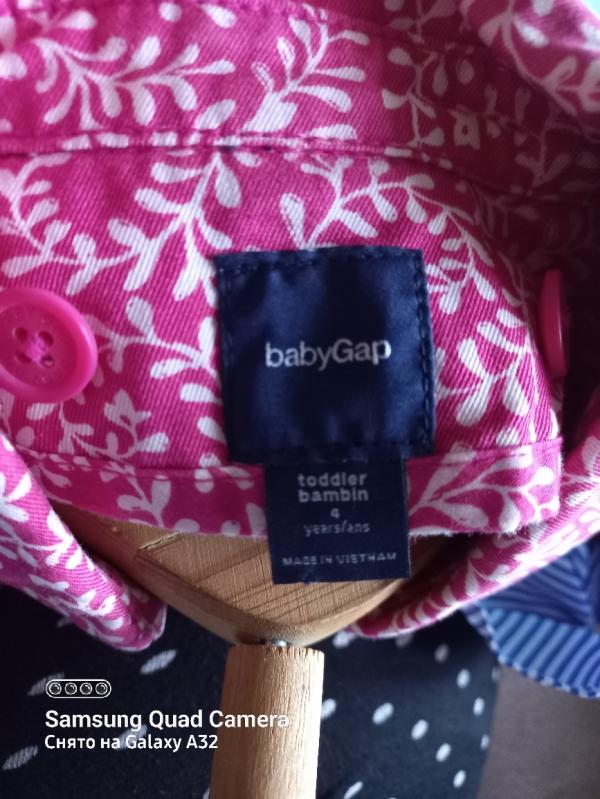 babyGap
toddler
bambin
4
years/ans
MADE IN VIETNAM
Samsung Quad Camera
Снято на Galaxy A32